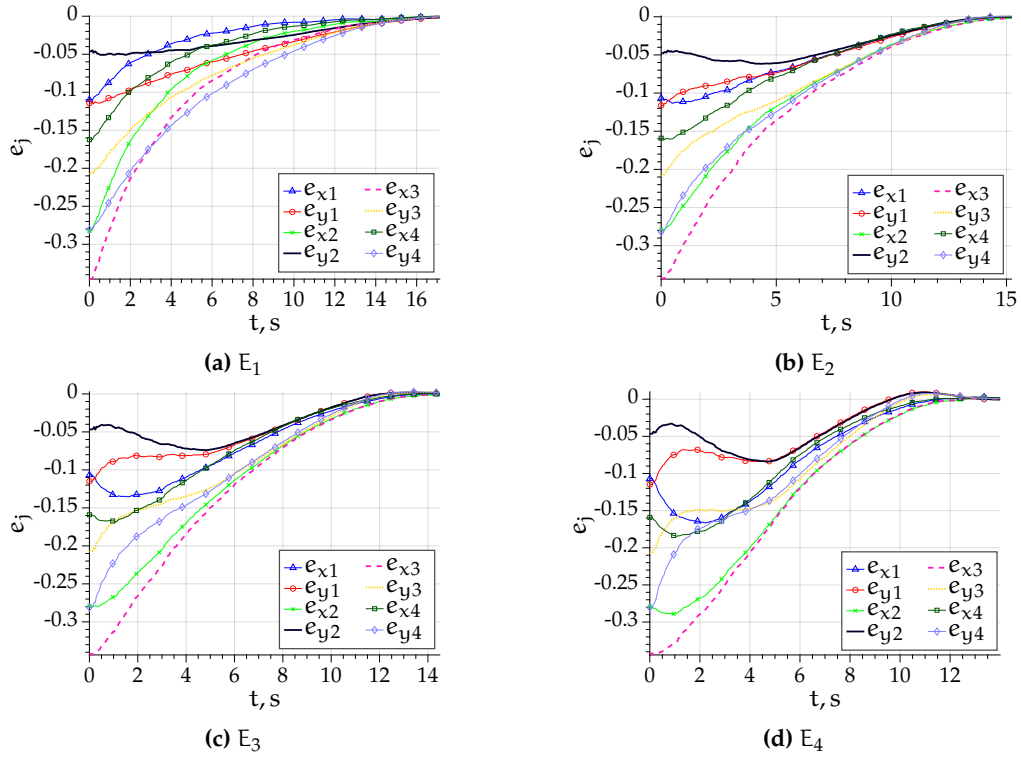 0
-0.05
-0.1
-0.15
-0.2
-0.25
-0.3
e_j
0 2 4 6 8 10 12 14 16
t, s
e_x1 e_x3
e_y1 e_y3
e_x2 e_x4
e_y2 e_y4
(a) E_1
0
-0.05
-0.1
-0.15
-0.2
-0.25
-0.3
e_j
0 5 10 15
t, s
e_x1 e_x3
e_y1 e_y3
e_x2 e_x4
e_y2 e_y4
(b) E_2
0
-0.05
-0.1
-0.15
-0.2
-0.25
-0.3
e_j
0 2 4 6 8 10 12 14
t, s
e_x1 e_x3
e_y1 e_y3
e_x2 e_x4
e_y2 e_y4
(c) E_3
0
-0.05
-0.1
-0.15
-0.2
-0.25
-0.3
e_j
0 2 4 6 8 10 12
t, s
e_x1 e_x3
e_y1 e_y3
e_x2 e_x4
e_y2 e_y4
(d) E_4